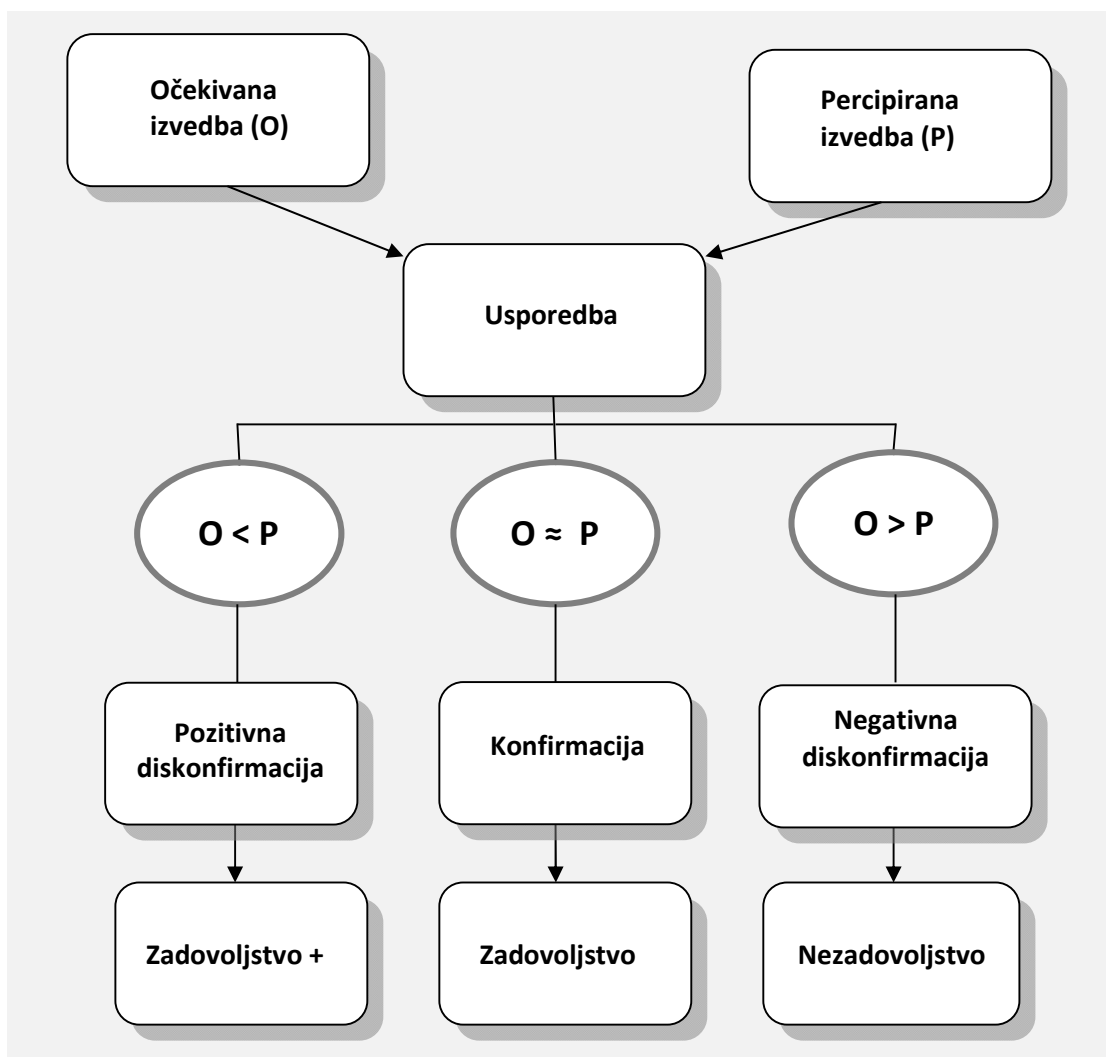 Očekivana
izvedba (O)
Percipirana
izvedba (P)
Usporedba
O < P
O ≈ P
O > P
Pozitivna
diskonfirmacija
Konfirmacija
Negativna
diskonfirmacija
Zadovoljstvo +
Zadovoljstvo
Nezadovoljstvo